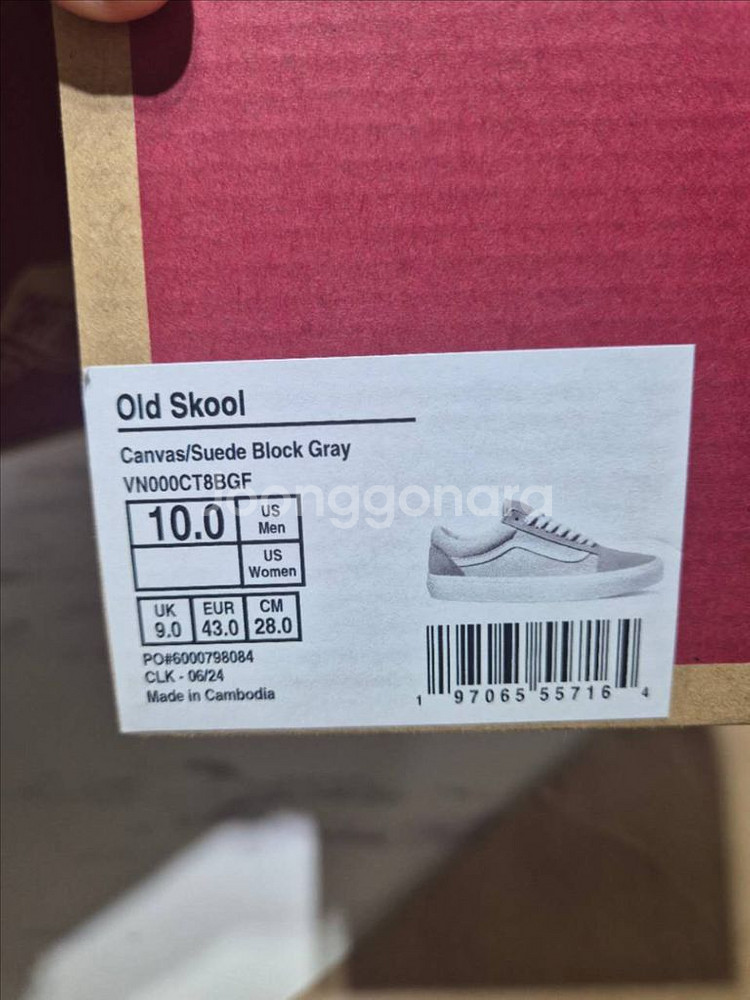 Old Skool
Canvas/Suede Block Gray
VN000CT8BGF
joonggonara
10.0 US Men
US Women
UK EUR CM
9.0 43.0 28.0
PO#6000798084
CLK - 06/24
Made in Cambodia
1 97065 55716 4